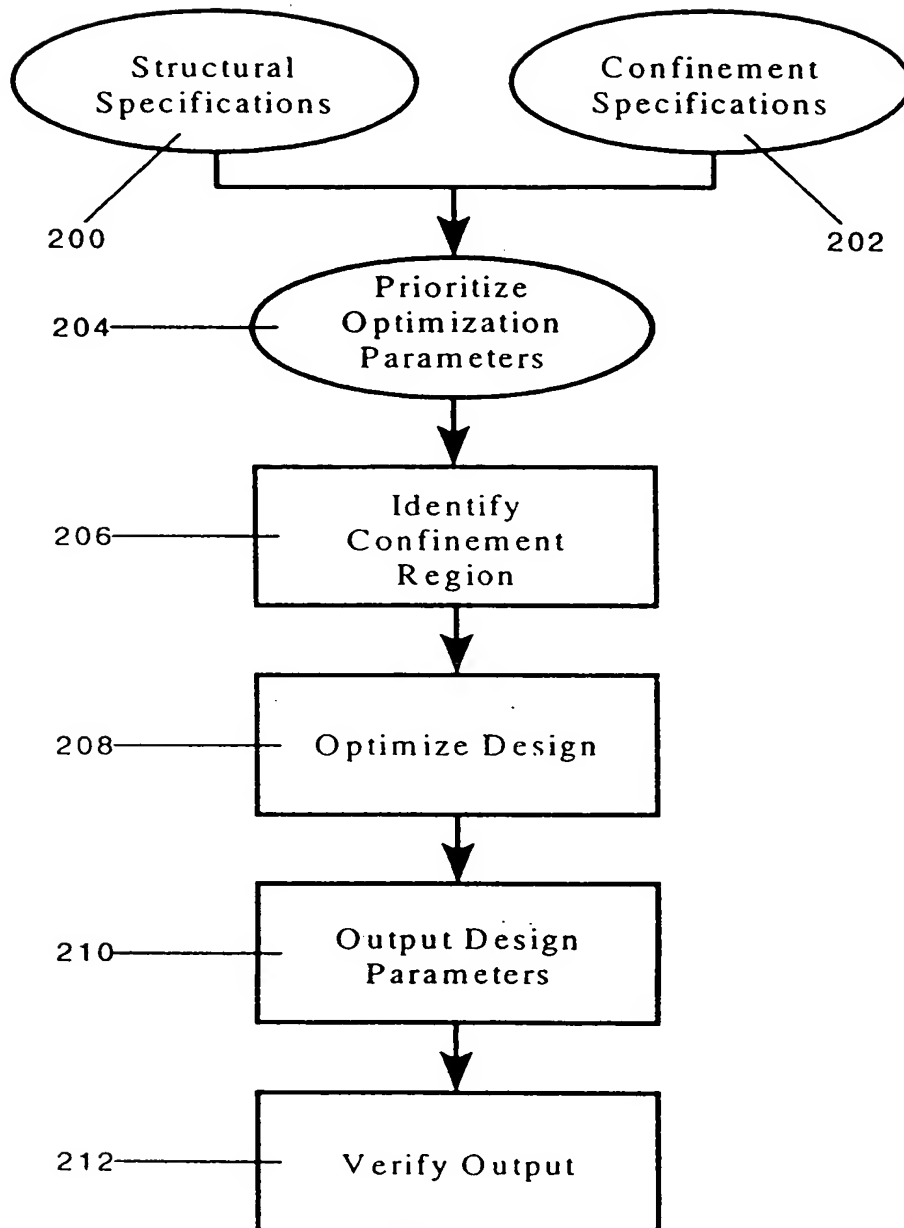 Structural
Specifications
Confinement
Specifications
200
202
Prioritize
Optimization
Parameters
204
Identify
Confinement
Region
206
Optimize Design
208
Output Design
Parameters
210
Verify Output
212